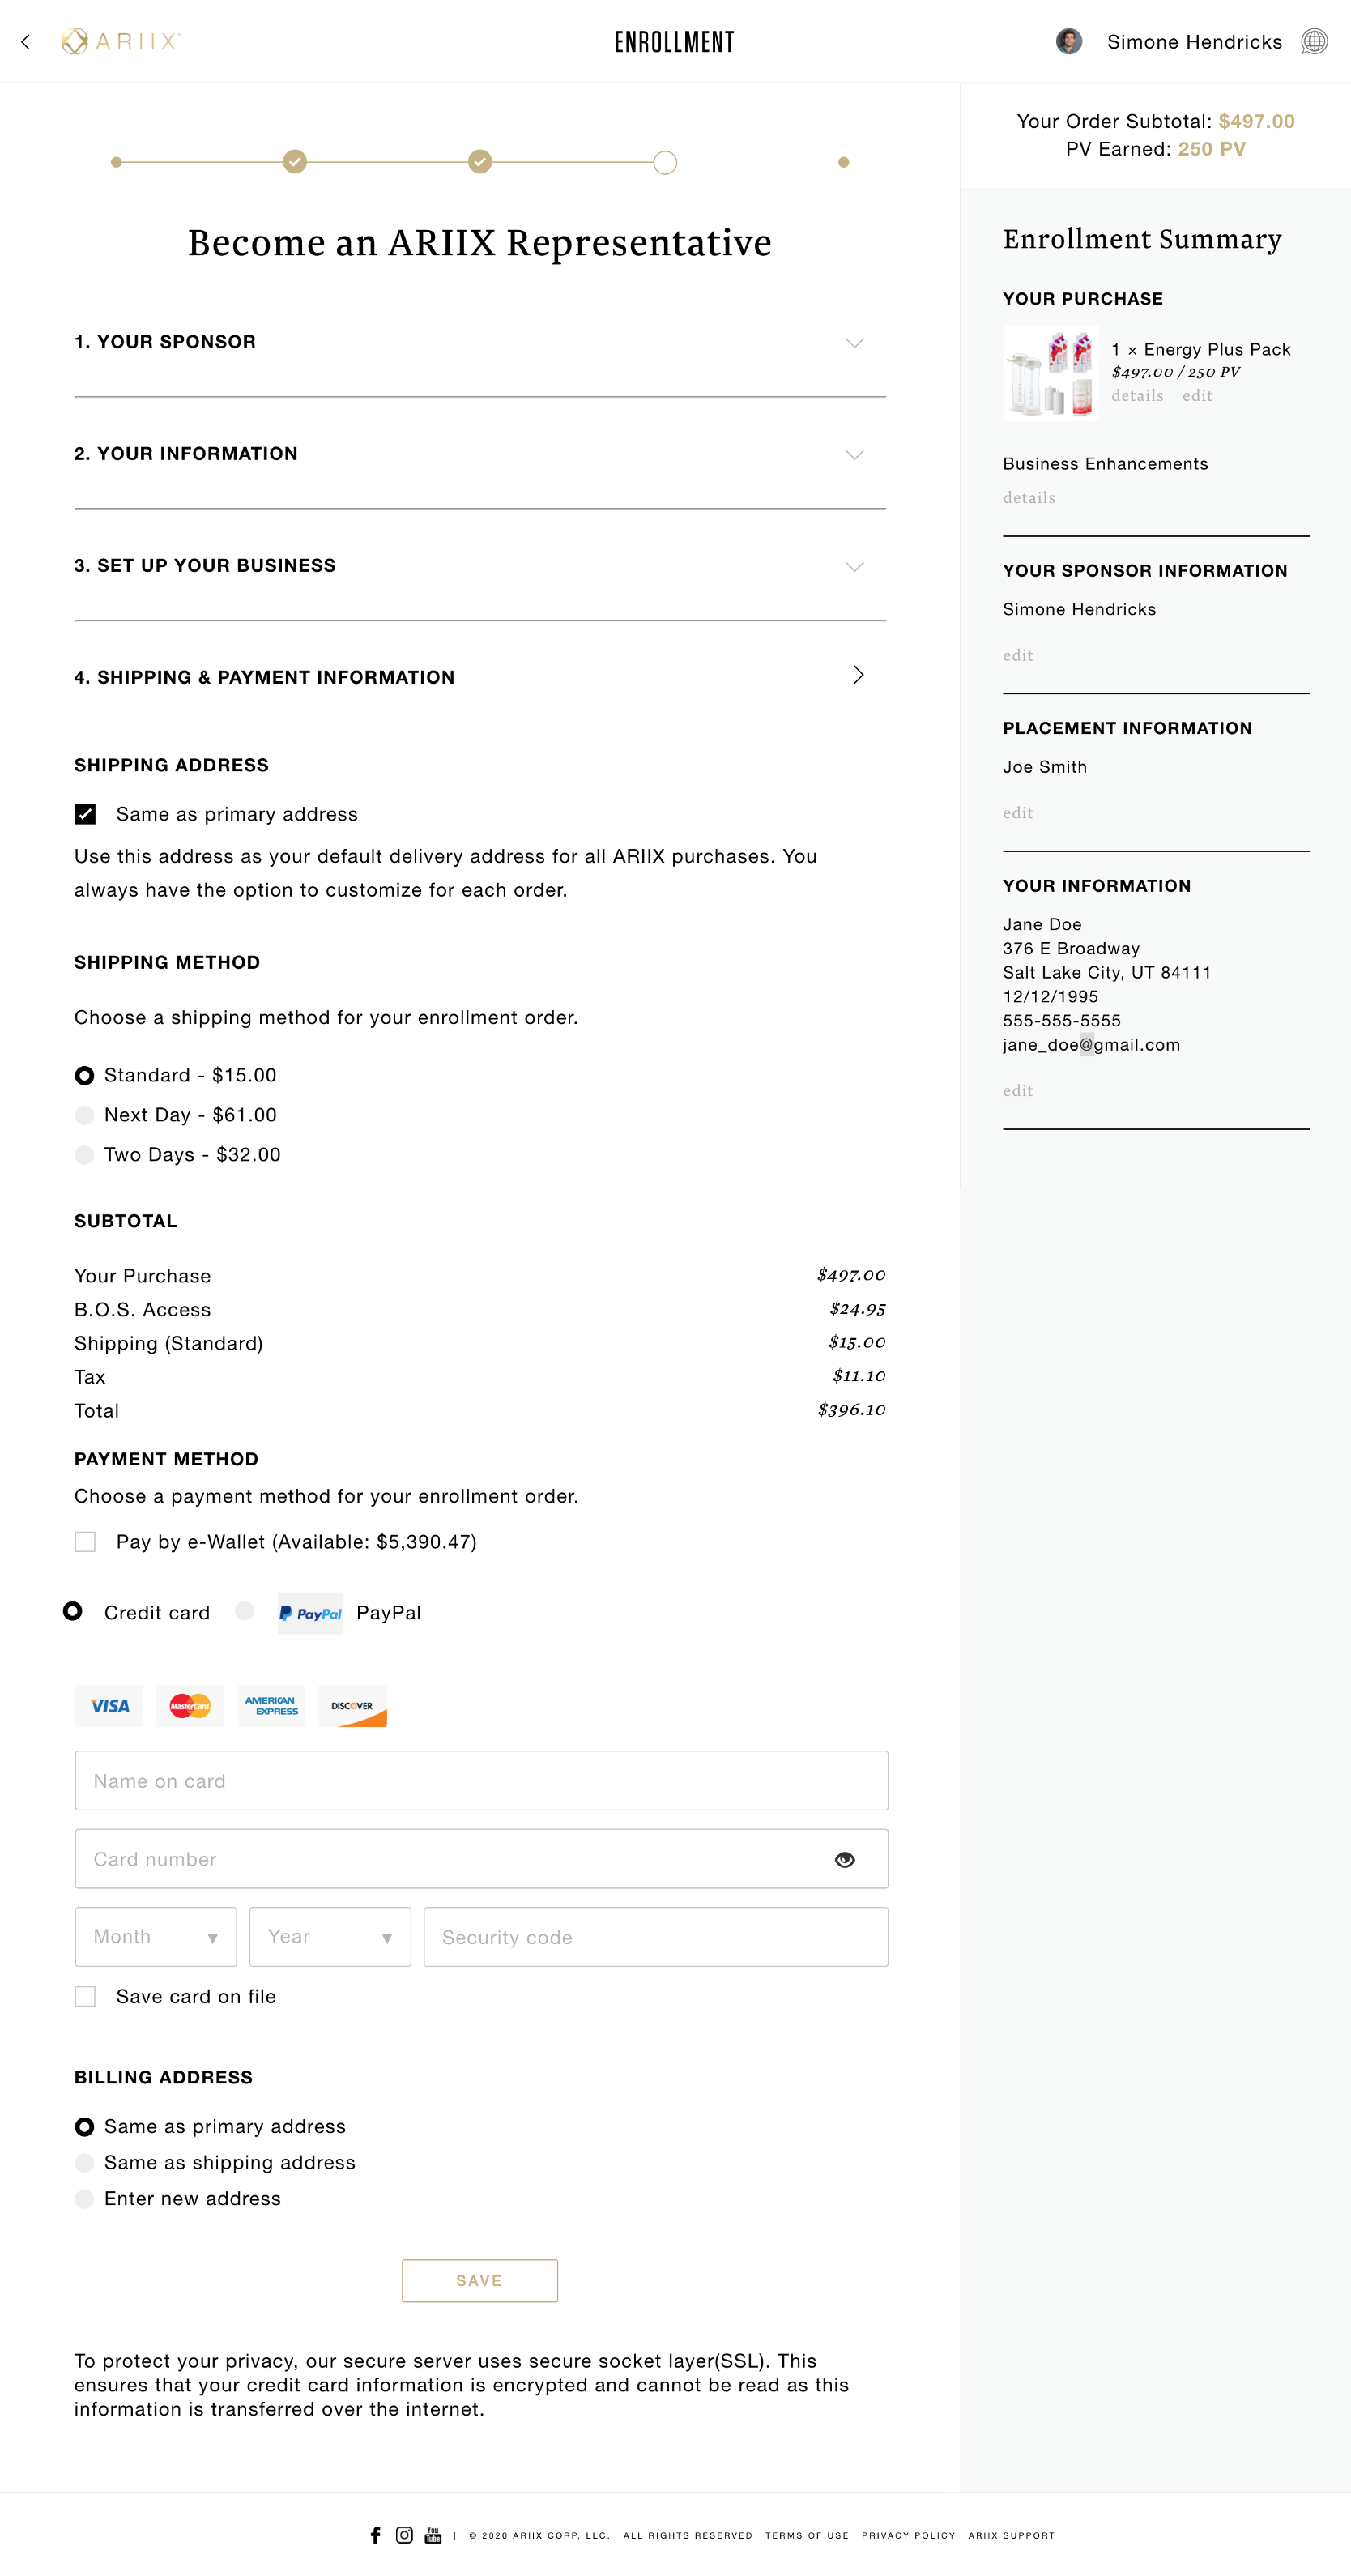 ARIIX
ENROLLMENT
Simone Hendricks
Your Order Subtotal: $497.00
PV Earned: 250 PV
Become an ARIIX Representative
1. YOUR SPONSOR
2. YOUR INFORMATION
3. SET UP YOUR BUSINESS
4. SHIPPING & PAYMENT INFORMATION
SHIPPING ADDRESS
Same as primary address
Use this address as your default delivery address for all ARIIX purchases. You
always have the option to customize for each order.
SHIPPING METHOD
Choose a shipping method for your enrollment order.
Standard - $15.00
Next Day - $61.00
Two Days - $32.00
SUBTOTAL
Your Purchase $497.00
B.O.S. Access $24.95
Shipping (Standard) $15.00
Tax $11.10
Total $396.10
PAYMENT METHOD
Choose a payment method for your enrollment order.
Pay by e-Wallet (Available: $5,390.47)
Credit card PayPal PayPal
VISA MasterCard AMERICAN EXPRESS DISCOVER
Name on card
Card number
Month Year Security code
Save card on file
BILLING ADDRESS
Same as primary address
Same as shipping address
Enter new address
SAVE
To protect your privacy, our secure server uses secure socket layer(SSL). This
ensures that your credit card information is encrypted and cannot be read as this
information is transferred over the internet.
Enrollment Summary
YOUR PURCHASE
1 × Energy Plus Pack
$497.00 / 250 PV
details edit
Business Enhancements
details
YOUR SPONSOR INFORMATION
Simone Hendricks
edit
PLACEMENT INFORMATION
Joe Smith
edit
YOUR INFORMATION
Jane Doe
376 E Broadway
Salt Lake City, UT 84111
12/12/1995
555-555-5555
jane_doe@gmail.com
edit
You Tube | © 2020 ARIIX CORP, LLC. ALL RIGHTS RESERVED TERMS OF USE PRIVACY POLICY ARIIX SUPPORT